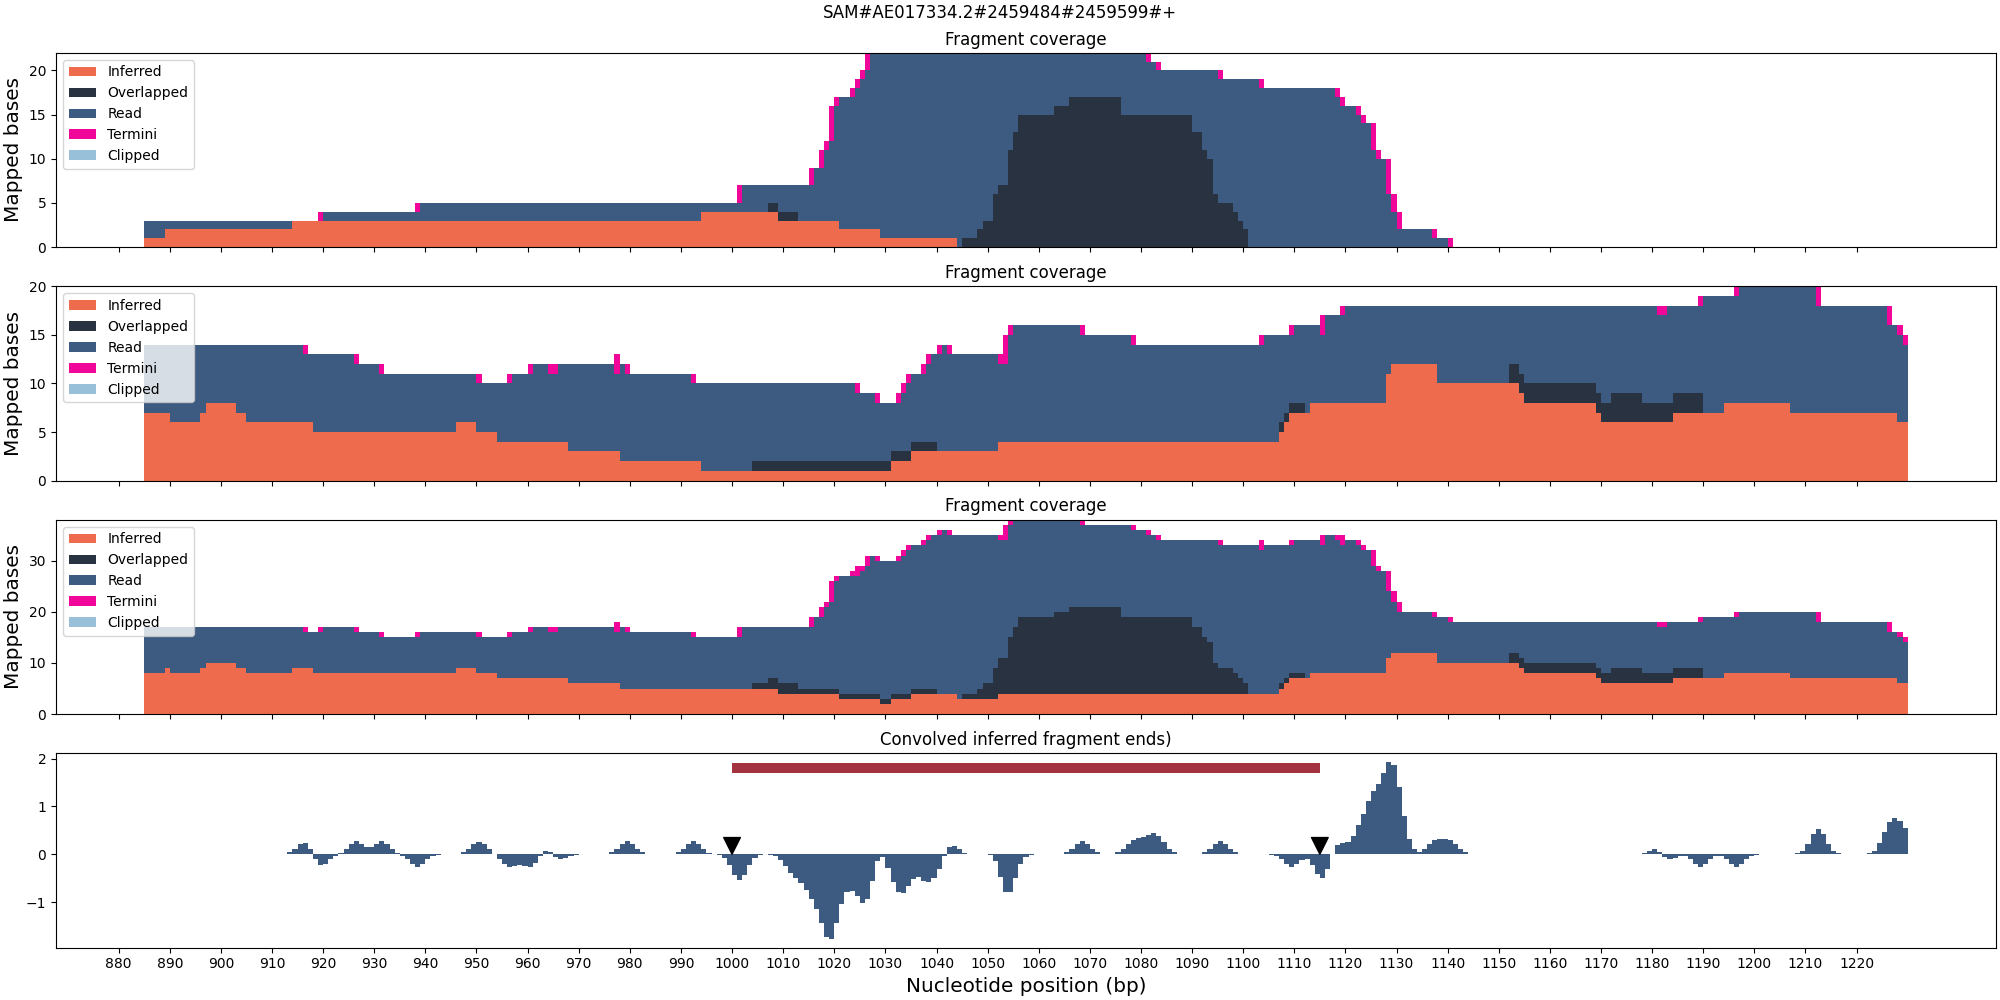 SAM#AE017334.2#2459484#2459599#+
Fragment coverage
Mapped bases
20
15
10
5
0
Inferred
Overlapped
Read
Termini
Clipped
Fragment coverage
Mapped bases
20
15
10
5
0
Inferred
Overlapped
Read
Termini
Clipped
Fragment coverage
Mapped bases
30
20
10
0
Inferred
Overlapped
Read
Termini
Clipped
Convolved inferred fragment ends)
2
1
0
−1
880 890 900 910 920 930 940 950 960 970 980 990 1000 1010 1020 1030 1040 1050 1060 1070 1080 1090 1100 1110 1120 1130 1140 1150 1160 1170 1180 1190 1200 1210 1220
Nucleotide position (bp)